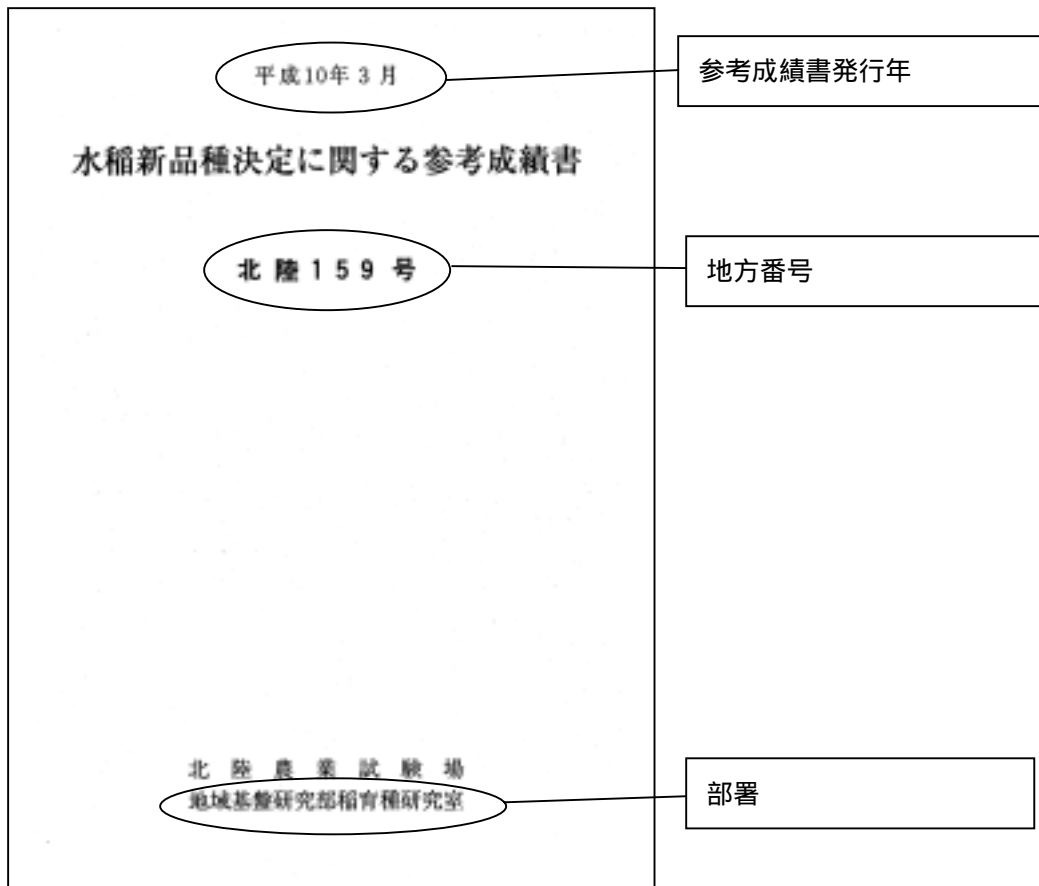 平成10年3月
参考成績書発行年
水稲新品種決定に関する参考成績書
北陸159号
地方番号
北陸農業試験場
地域基盤研究部稲育種研究室
部署